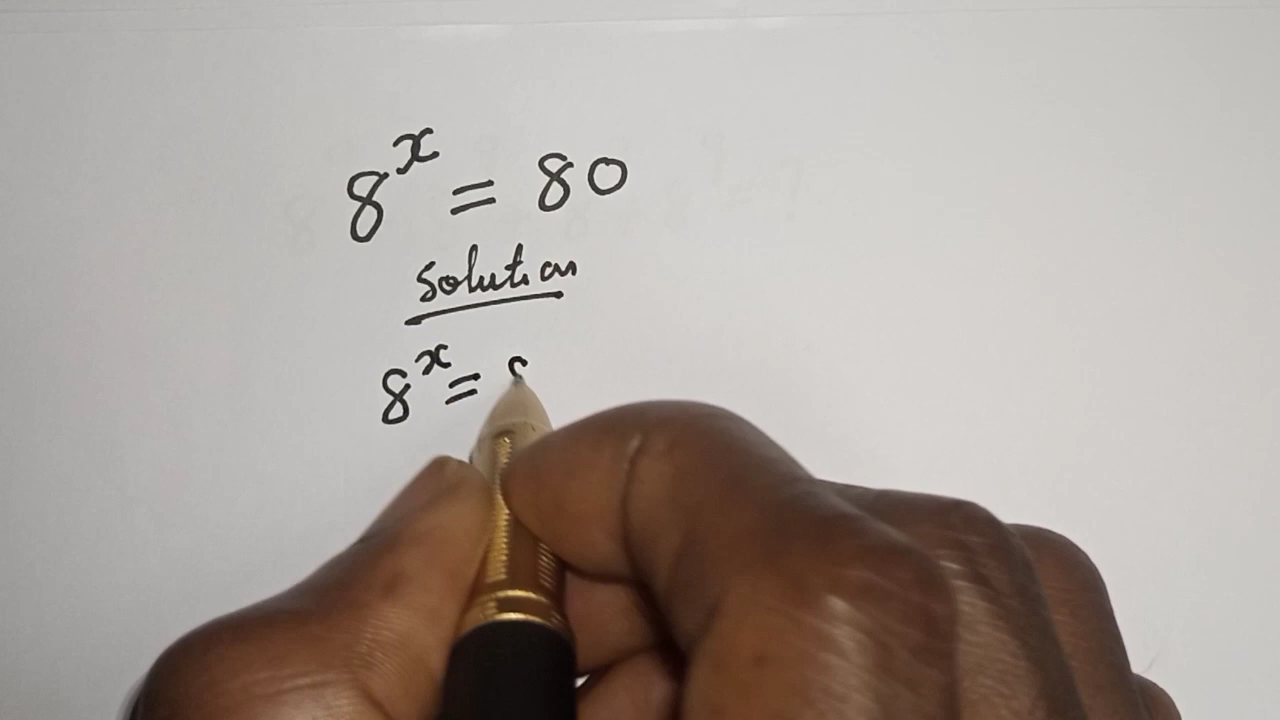 8^x = 80
Solution
8^x =